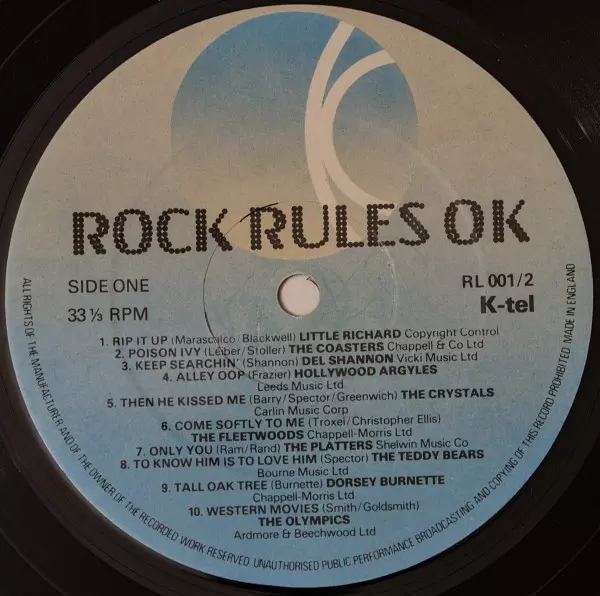 ROCK RULES OK
SIDE ONE
33⅓ RPM
RL 001/2
K-tel
1. RIP IT UP (Marascalco Blackwell) LITTLE RICHARD Copyright Control
2. POISON IVY (Leiber/Stoller) THE COASTERS Chappell & Co Ltd
3. KEEP SEARCHIN' (Shannon) DEL SHANNON Vicki Music Ltd
4. ALLEY OOP (Frazier) HOLLYWOOD ARGYLES
Leeds Music Ltd
5. THEN HE KISSED ME (Barry/Spector/Greenwich) THE CRYSTALS
Carlin Music Corp
6. COME SOFTLY TO ME (Troxel/Christopher Ellis)
THE FLEETWOODS Chappell-Morris Ltd
7. ONLY YOU (Ram/Rand) THE PLATTERS Shelwin Music Co
8. TO KNOW HIM IS TO LOVE HIM (Spector) THE TEDDY BEARS
Bourne Music Ltd
9. TALL OAK TREE (Burnette) DORSEY BURNETTE
Chappell-Morris Ltd
10. WESTERN MOVIES (Smith/Goldsmith)
THE OLYMPICS
Ardmore & Beechwood Ltd
ALL RIGHTS OF THE MANUFACTURER AND OF THE OWNER OF THE RECORDED WORK RESERVED UNAUTHORISED PUBLIC PERFORMANCE BROADCASTING AND COPYING OF THIS RECORD PROHIBITED MADE IN ENGLAND